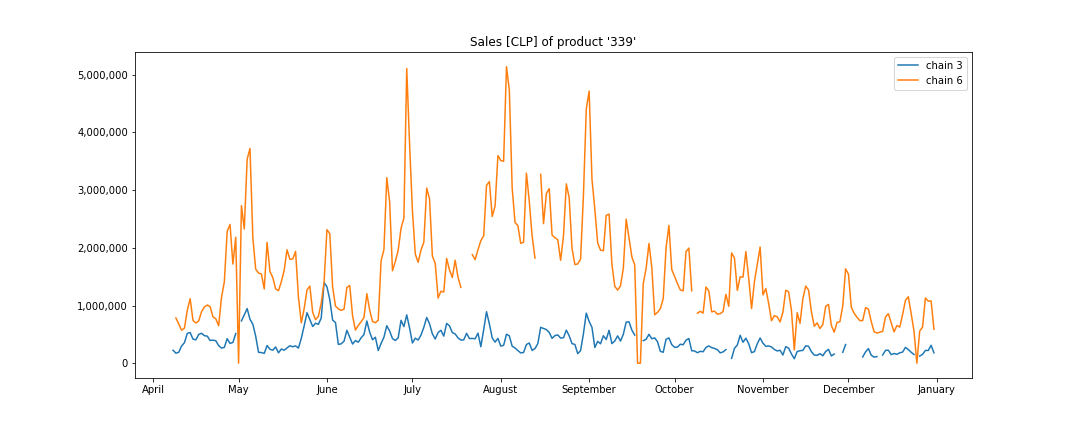 Sales [CLP] of product '339'
chain 3
chain 6
5,000,000
4,000,000
3,000,000
2,000,000
1,000,000
0
April May June July August September October November December January